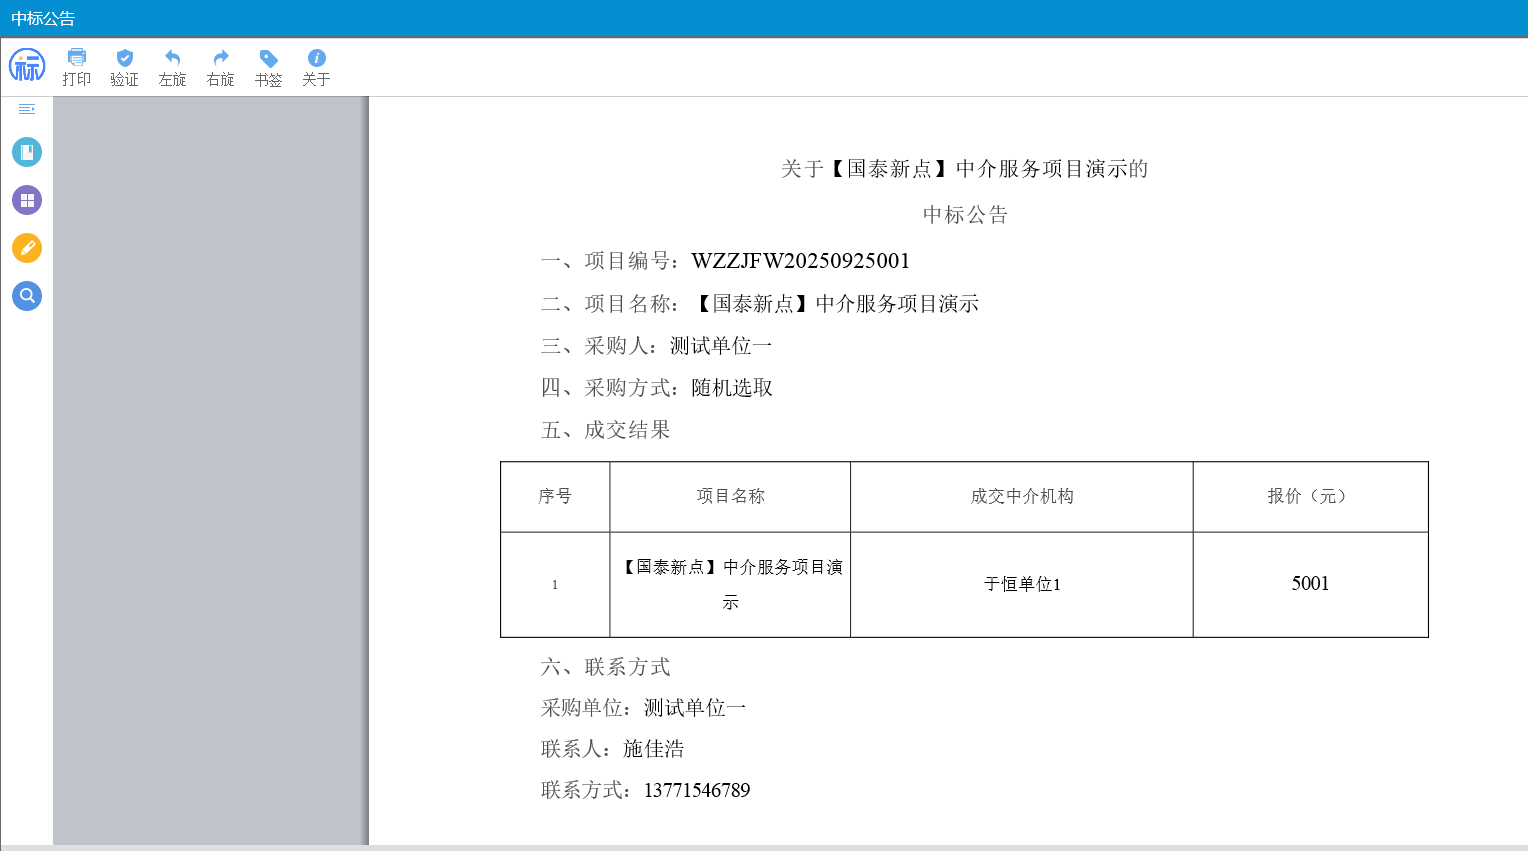 中标公告
标
打印 验证 左旋 右旋 书签 关于
关于【国泰新点】中介服务项目演示的
中标公告
一、项目编号：WZZJFW20250925001
二、项目名称：【国泰新点】中介服务项目演示
三、采购人：测试单位一
四、采购方式：随机选取
五、成交结果
序号 项目名称 成交中介机构 报价（元）
1 【国泰新点】中介服务项目演
示 于恒单位1 5001
六、联系方式
采购单位：测试单位一
联系人：施佳浩
联系方式：13771546789